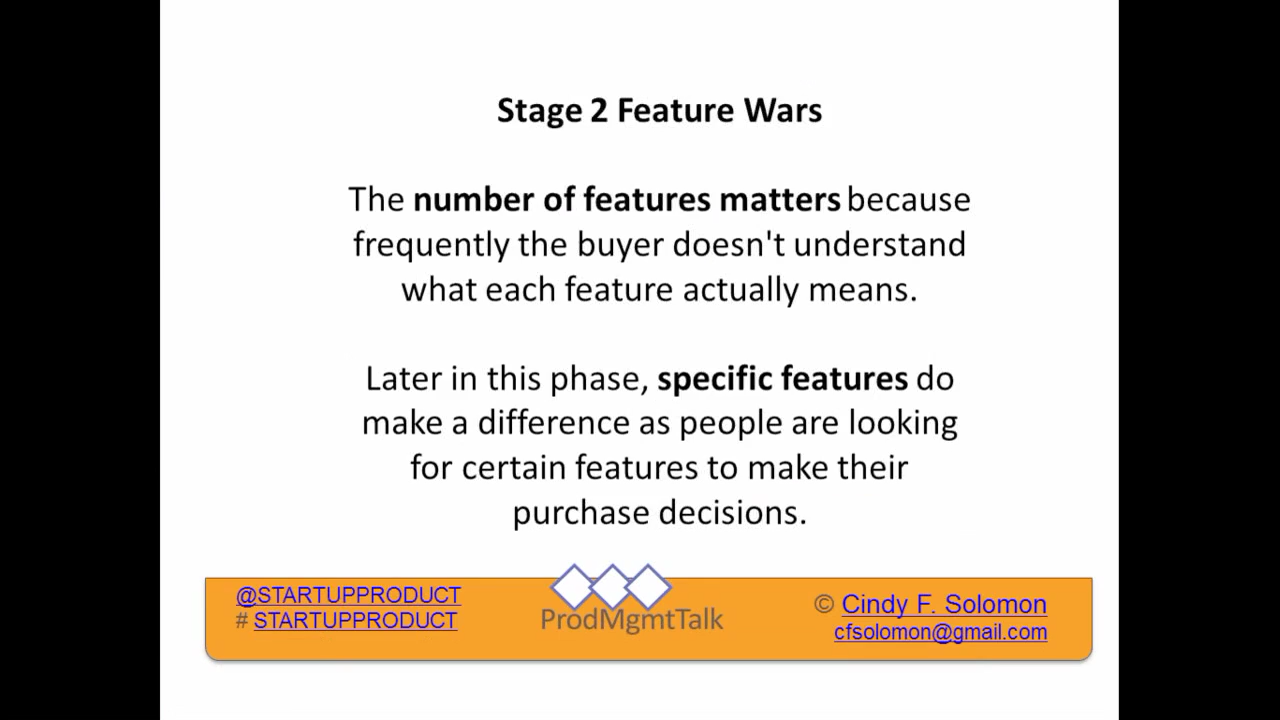 Stage 2 Feature Wars
The number of features matters because
frequently the buyer doesn't understand
what each feature actually means.
Later in this phase, specific features do
make a difference as people are looking
for certain features to make their
purchase decisions.
@STARTUPPRODUCT
# STARTUPPRODUCT
ProdMgmtTalk
© Cindy F. Solomon
cfsolomon@gmail.com